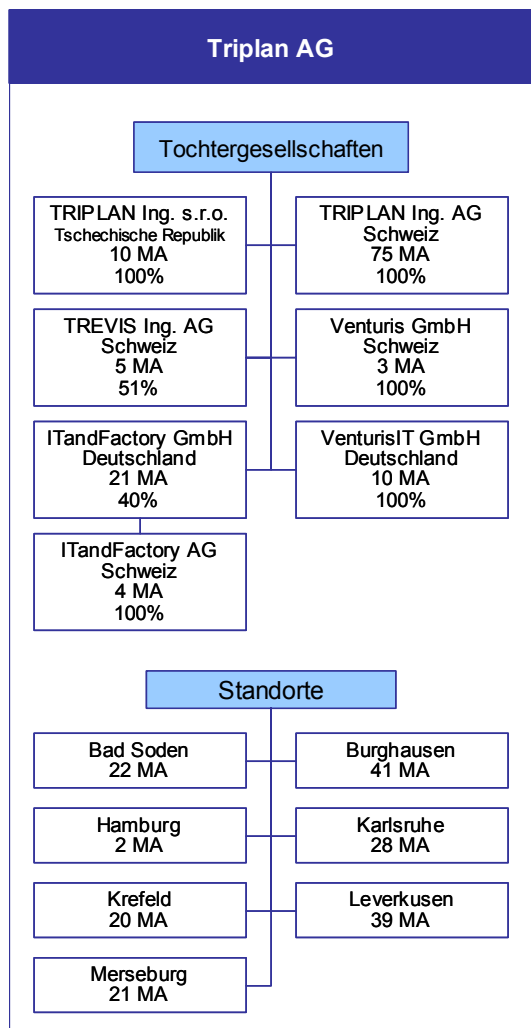 Triplan AG
Tochtergesellschaften
TRIPLAN Ing. s.r.o.
Tschechische Republik
10 MA
100%
TRIPLAN Ing. AG
Schweiz
75 MA
100%
TREVIS Ing. AG
Schweiz
5 MA
51%
Venturis GmbH
Schweiz
3 MA
100%
ITandFactory GmbH
Deutschland
21 MA
40%
VenturisIT GmbH
Deutschland
10 MA
100%
ITandFactory AG
Schweiz
4 MA
100%
Standorte
Bad Soden
22 MA
Burghausen
41 MA
Hamburg
2 MA
Karlsruhe
28 MA
Krefeld
20 MA
Leverkusen
39 MA
Merseburg
21 MA